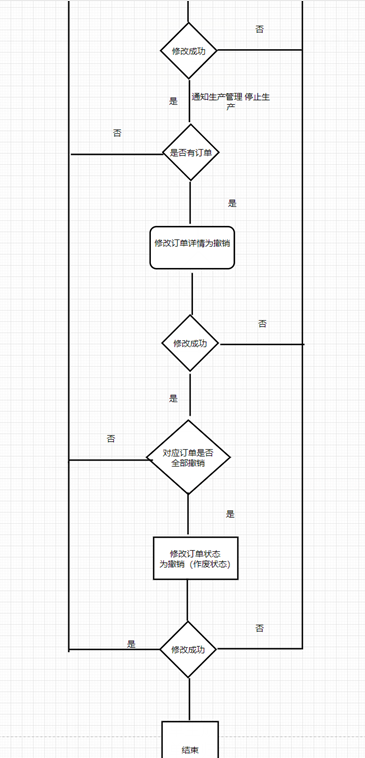 否
修改成功
是
通知生产管理 停止生
产
否
是否有订单
是
修改订单详情为撤销
否
修改成功
是
否
对应订单是否
全部撤销
是
修改订单状态
为撤销（作废状态）
否
是
修改成功
结束